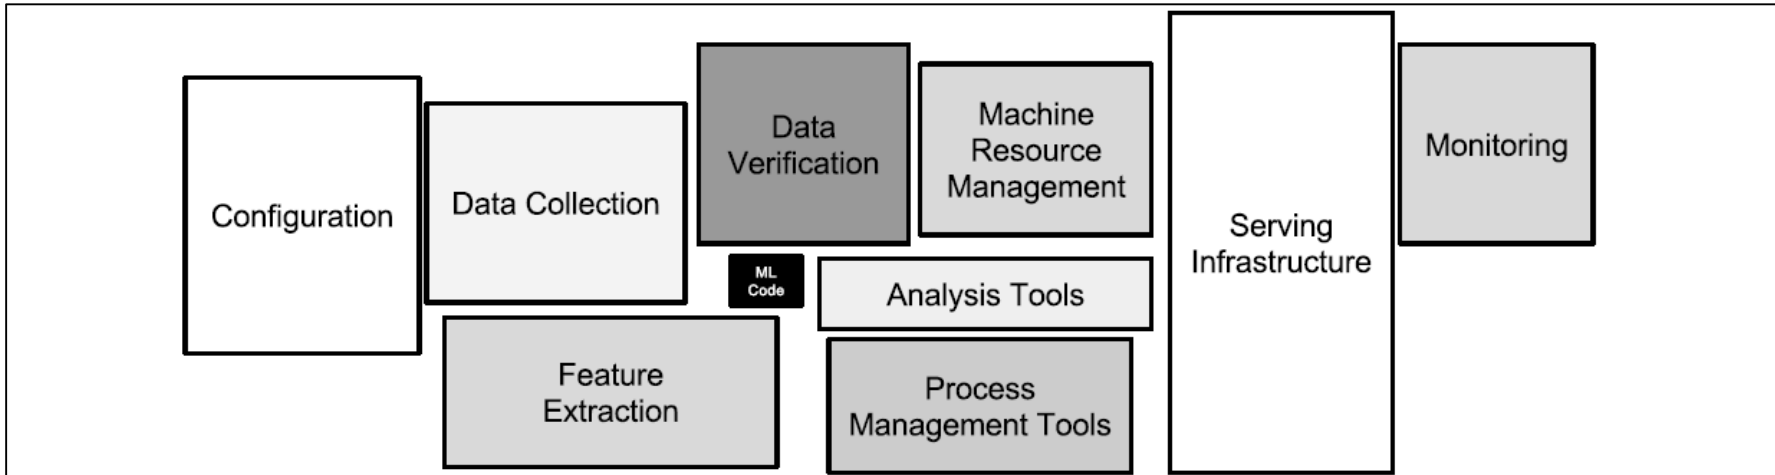 Configuration
Data Collection
Data
Verification
Machine
Resource
Management
ML
Code
Analysis Tools
Feature
Extraction
Process
Management Tools
Serving
Infrastructure
Monitoring